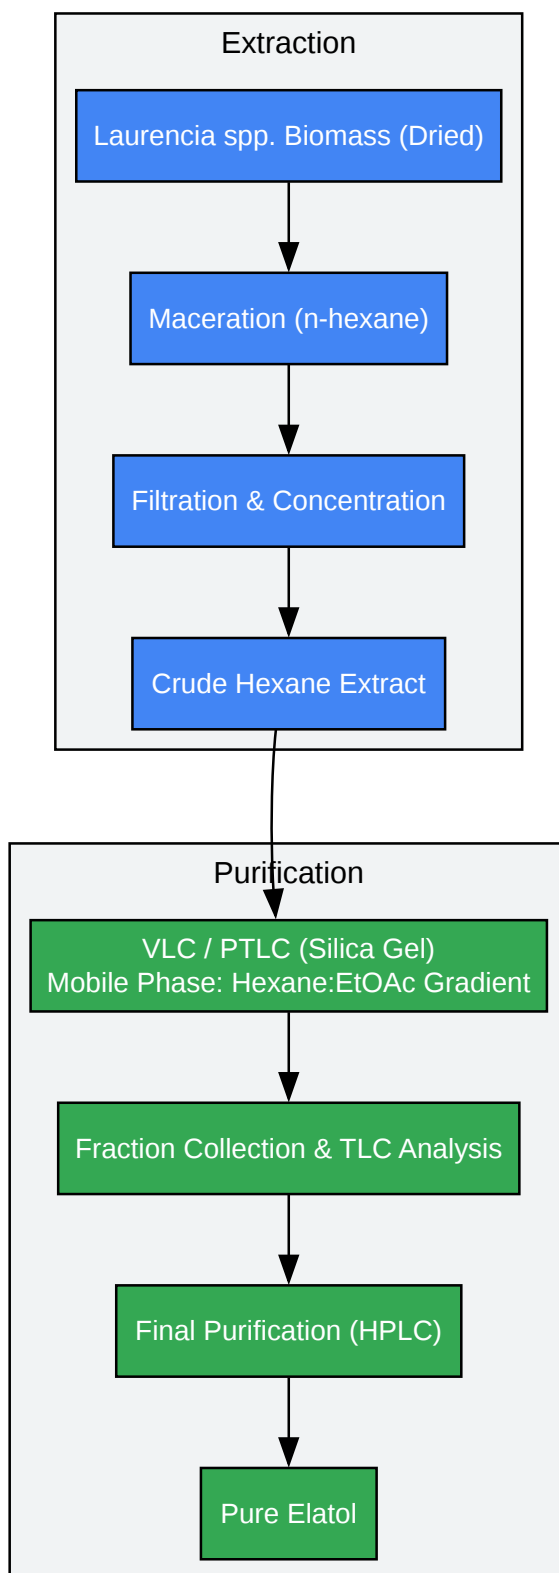 Extraction
Laurencia spp. Biomass (Dried)
Maceration (n-hexane)
Filtration & Concentration
Crude Hexane Extract
Purification
VLC / PTLC (Silica Gel)
Mobile Phase: Hexane:EtOAc Gradient
Fraction Collection & TLC Analysis
Final Purification (HPLC)
Pure Elatol